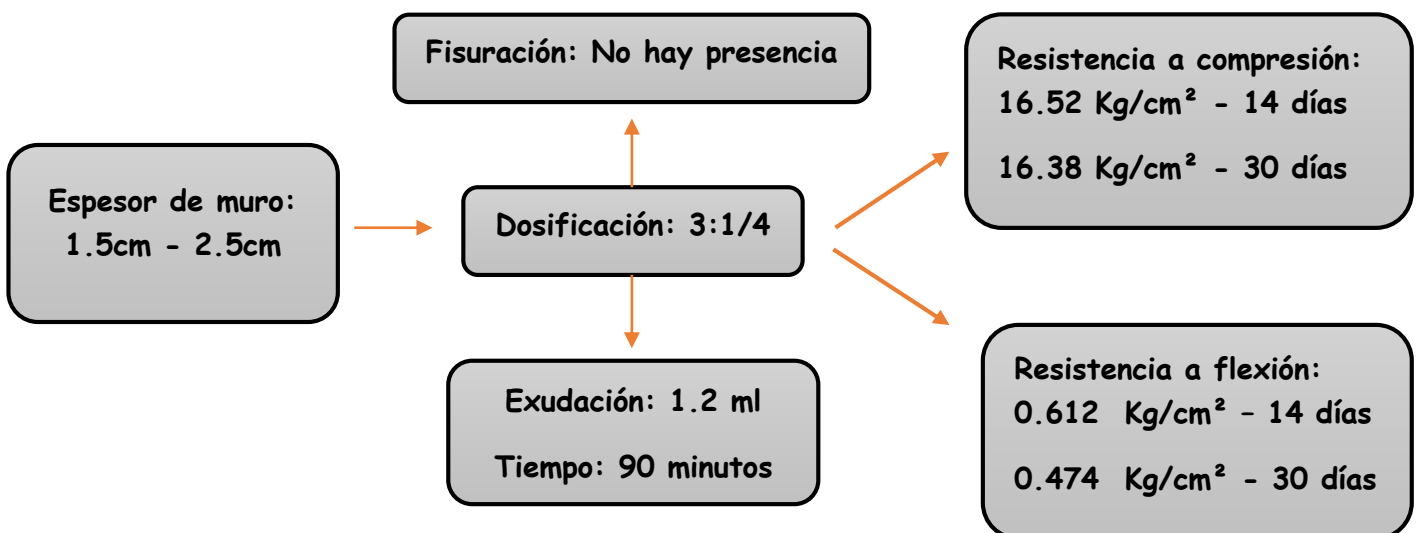 Fisuración: No hay presencia
Espesor de muro:
1.5cm - 2.5cm
Dosificación: 3:1/4
Exudación: 1.2 ml
Tiempo: 90 minutos
Resistencia a compresión:
16.52 Kg/cm² - 14 días
16.38 Kg/cm² - 30 días
Resistencia a flexión:
0.612 Kg/cm² – 14 días
0.474 Kg/cm² - 30 días